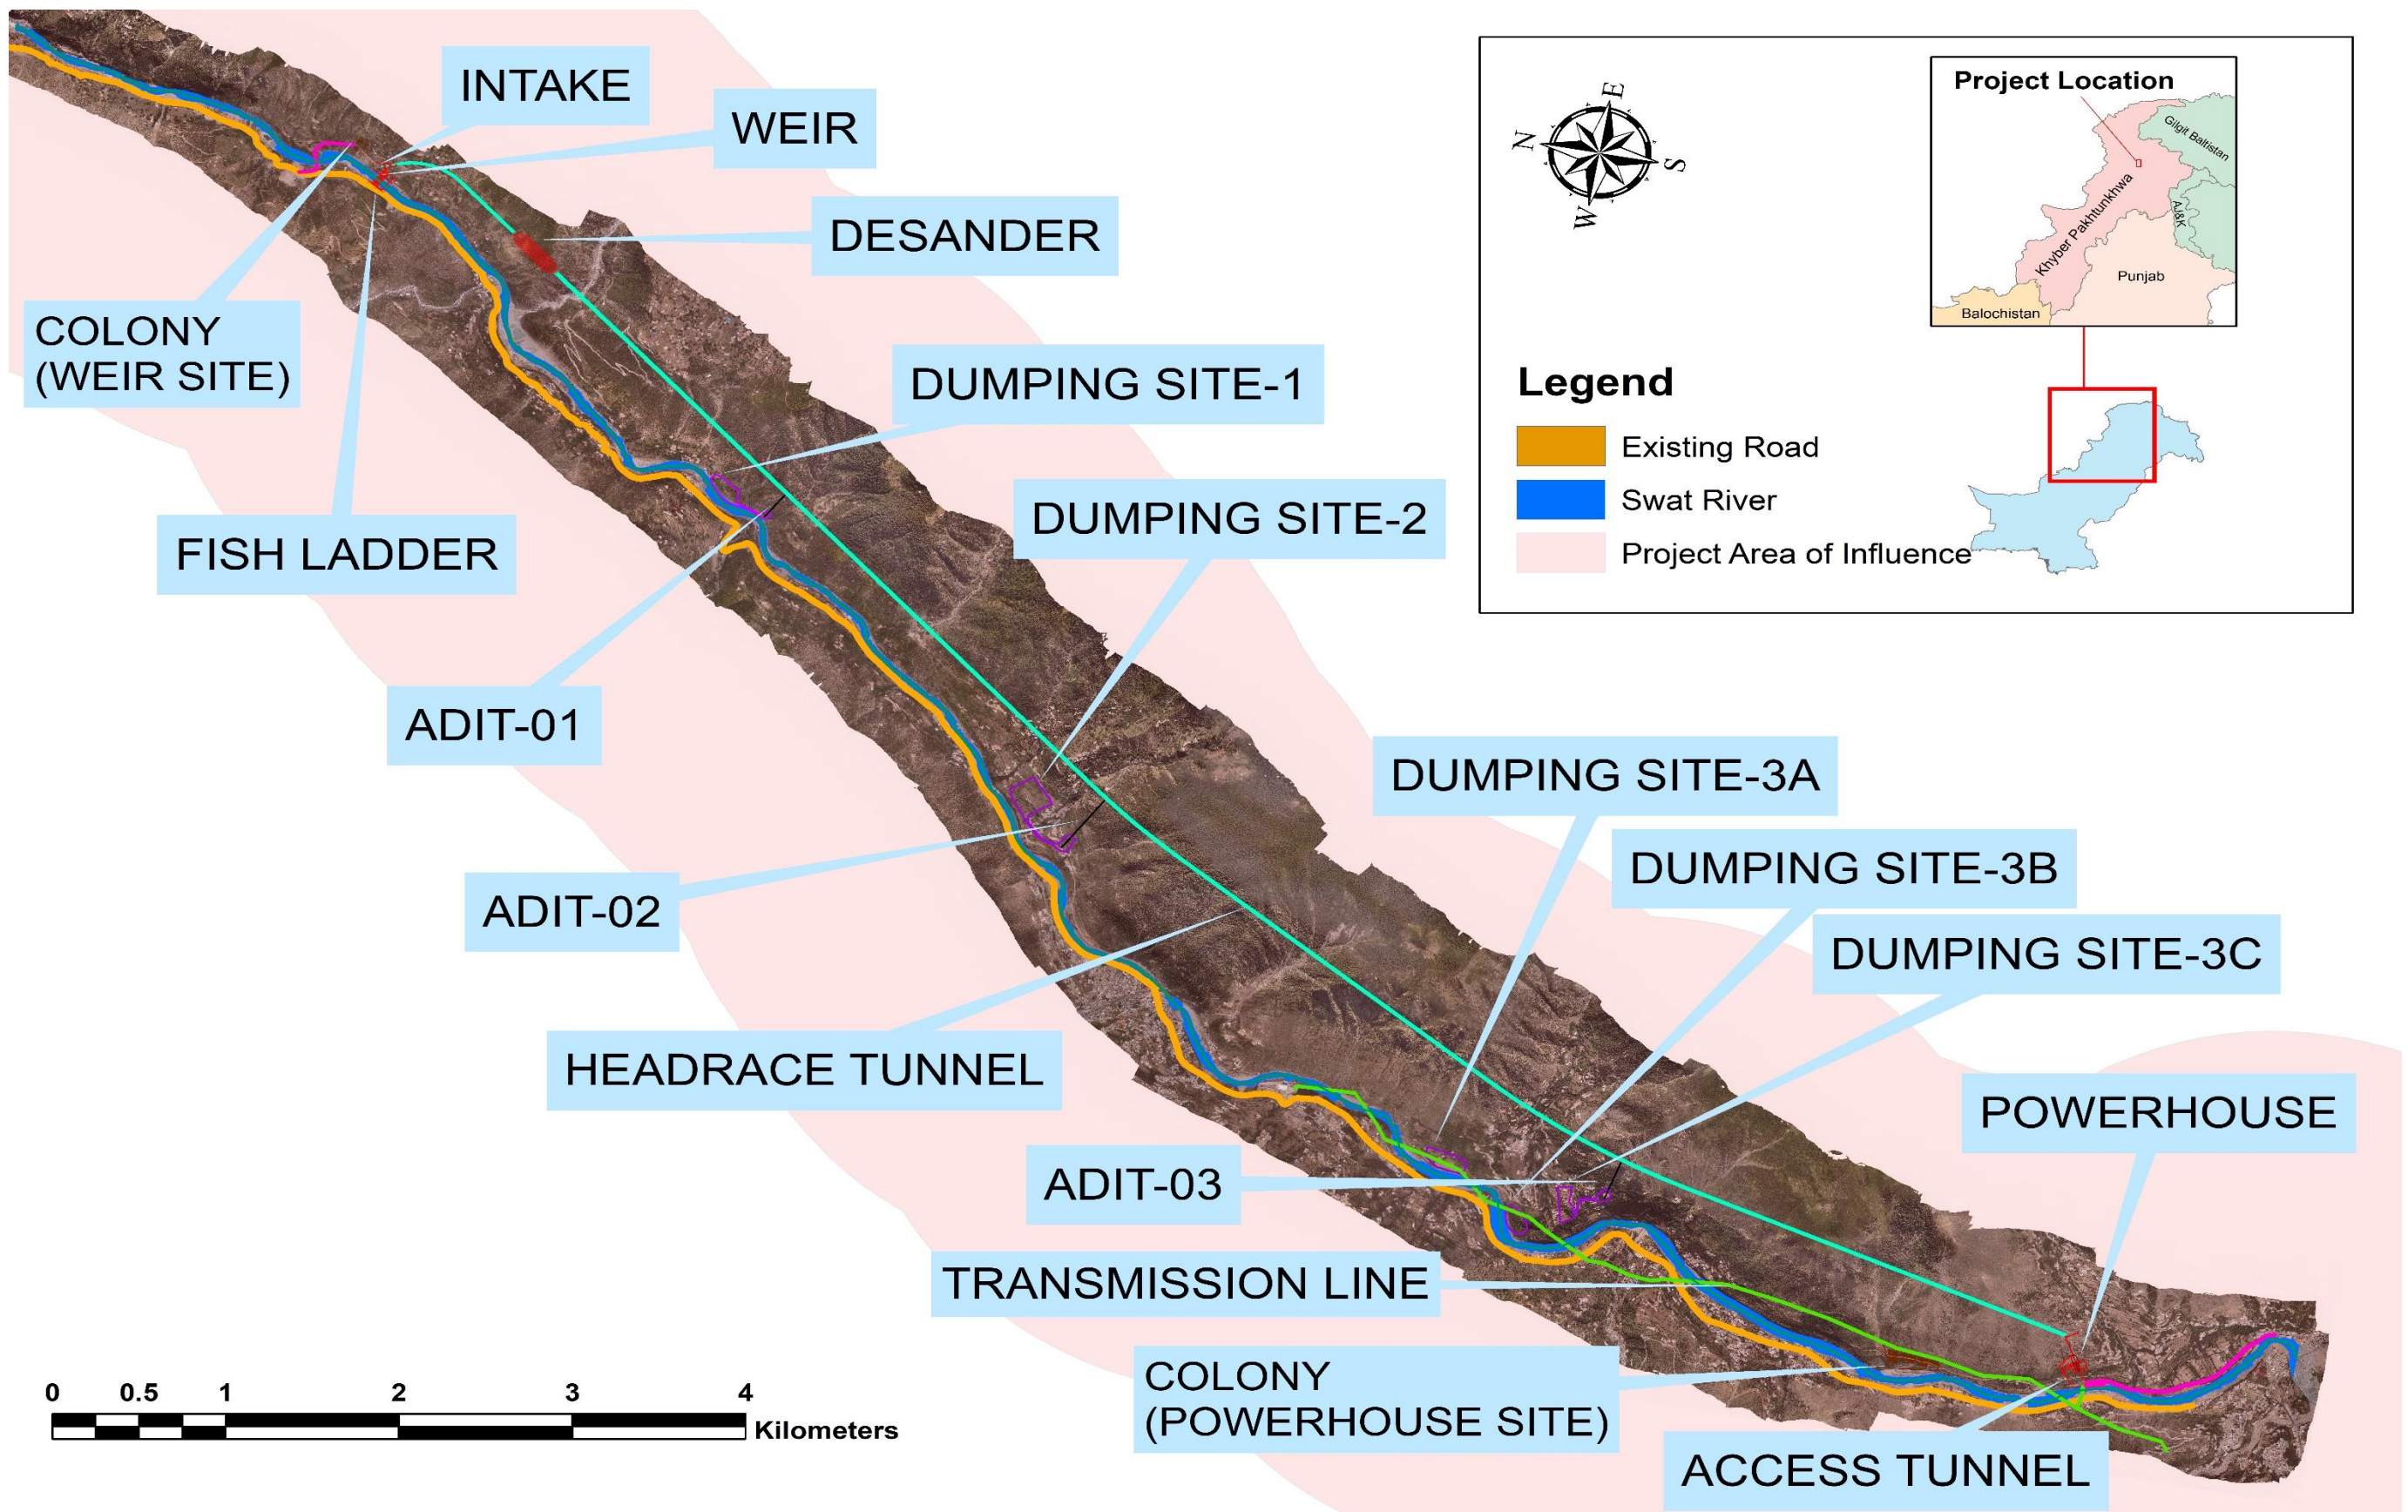 INTAKE
WEIR
DESANDER
COLONY
(WEIR SITE)
DUMPING SITE-1
FISH LADDER
DUMPING SITE-2
ADIT-01
ADIT-02
DUMPING SITE-3A
DUMPING SITE-3B
DUMPING SITE-3C
HEADRACE TUNNEL
POWERHOUSE
ADIT-03
TRANSMISSION LINE
COLONY
(POWERHOUSE SITE)
ACCESS TUNNEL
N
E
S
W
Project Location
Gilgit Baltistan
AJ&K
Khyber Pakhtunkhwa
Punjab
Balochistan
Legend
Existing Road
Swat River
Project Area of Influence
0 0.5 1 2 3 4
Kilometers